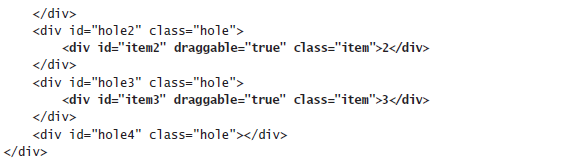 </div>
<div id="hole2" class="hole">
<div id="item2" draggable="true" class="item">2</div>
</div>
<div id="hole3" class="hole">
<div id="item3" draggable="true" class="item">3</div>
</div>
<div id="hole4" class="hole"></div>
</div>